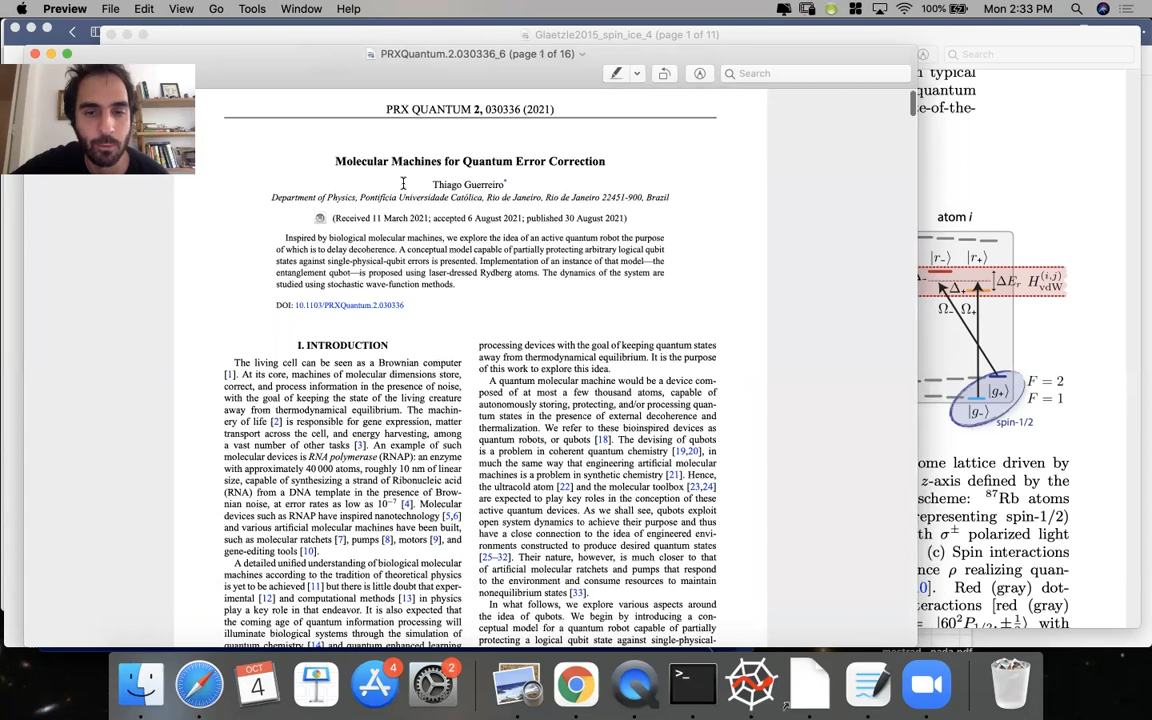 Preview File Edit View Go Tools Window Help
100% Mon 2:33 PM
Glaetzle2015_spin_ice_4 (page 1 of 11)
PRXQuantum.2.030336_6 (page 1 of 16)
Search
Search
PRX QUANTUM 2, 030336 (2021)
Molecular Machines for Quantum Error Correction
Thiago Guerreiro*
Department of Physics, Pontifícia Universidade Católica, Rio de Janeiro, Rio de Janeiro 22451-900, Brazil
(Received 11 March 2021; accepted 6 August 2021; published 30 August 2021)
Inspired by biological molecular machines, we explore the idea of an active quantum robot the purpose
of which is to delay decoherence. A conceptual model capable of partially protecting arbitrary logical qubit
states against single-physical-qubit errors is presented. Implementation of an instance of that model—the
entanglement qubot—is proposed using laser-dressed Rydberg atoms. The dynamics of the system are
studied using stochastic wave-function methods.
DOI: 10.1103/PRXQuantum.2.030336
I. INTRODUCTION
The living cell can be seen as a Brownian computer
[1]. At its core, machines of molecular dimensions store,
correct, and process information in the presence of noise,
with the goal of keeping the state of the living creature
away from thermodynamical equilibrium. The machin-
ery of life [2] is responsible for gene expression, matter
transport across the cell, and energy harvesting, among
a vast number of other tasks [3]. An example of such
molecular devices is RNA polymerase (RNAP): an enzyme
with approximately 40 000 atoms, roughly 10 nm of linear
size, capable of synthesizing a strand of Ribonucleic acid
(RNA) from a DNA template in the presence of Brow-
nian noise, at error rates as low as 10⁻⁷ [4]. Molecular
devices such as RNAP have inspired nanotechnology [5,6]
and various artificial molecular machines have been built,
such as molecular ratchets [7], pumps [8], motors [9], and
gene-editing tools [10].
A detailed unified understanding of biological molecular
machines according to the tradition of theoretical physics
is yet to be achieved [11] but there is little doubt that exper-
imental [12] and computational methods [13] in physics
play a key role in that endeavor. It is also expected that
the coming age of quantum information processing will
illuminate biological systems through the simulation of
quantum chemistry [14] and quantum enhanced learning
processing devices with the goal of keeping quantum states
away from thermodynamical equilibrium. It is the purpose
of this work to explore this idea.
A quantum molecular machine would be a device com-
posed of at most a few thousand atoms, capable of
autonomously storing, protecting, and/or processing quan-
tum states in the presence of external decoherence and
thermalization. We refer to these bioinspired devices as
quantum robots, or qubots [18]. The devising of qubots
is a problem in coherent quantum chemistry [19,20], in
much the same way that engineering artificial molecular
machines is a problem in synthetic chemistry [21]. Hence,
the ultracold atom [22] and the molecular toolbox [23,24]
are expected to play key roles in the conception of these
active quantum devices. As we shall see, qubots exploit
open system dynamics to achieve their purpose and thus
have a close connection to the idea of engineered envi-
ronments constructed to produce desired quantum states
[25–32]. Their nature, however, is much closer to that
of artificial molecular ratchets and pumps that respond
to the environment and consume resources to maintain
nonequilibrium states [33].
In what follows, we explore various aspects around
the idea of qubots. We begin by introducing a con-
ceptual model for a quantum robot capable of partially
protecting a logical qubit state against single-physical-
typical
quantum
e-of-the-
atom i
|r₋⟩ |r₊⟩
Δ₊ ΔEᵣ H_vdW^(i,j)
Ω₋ Ω₊
|g₊⟩ F = 2
|g₋⟩ F = 1
spin-1/2
ome lattice driven by
z-axis defined by the
scheme: ⁸⁷Rb atoms
representing spin-1/2)
th σ± polarized light
(c) Spin interactions
nce ρ realizing quan-
0]. Red (gray) dot-
teractions [red (gray)
= |60²P₁/₂, ±½⟩ with
OCT
4
4
2